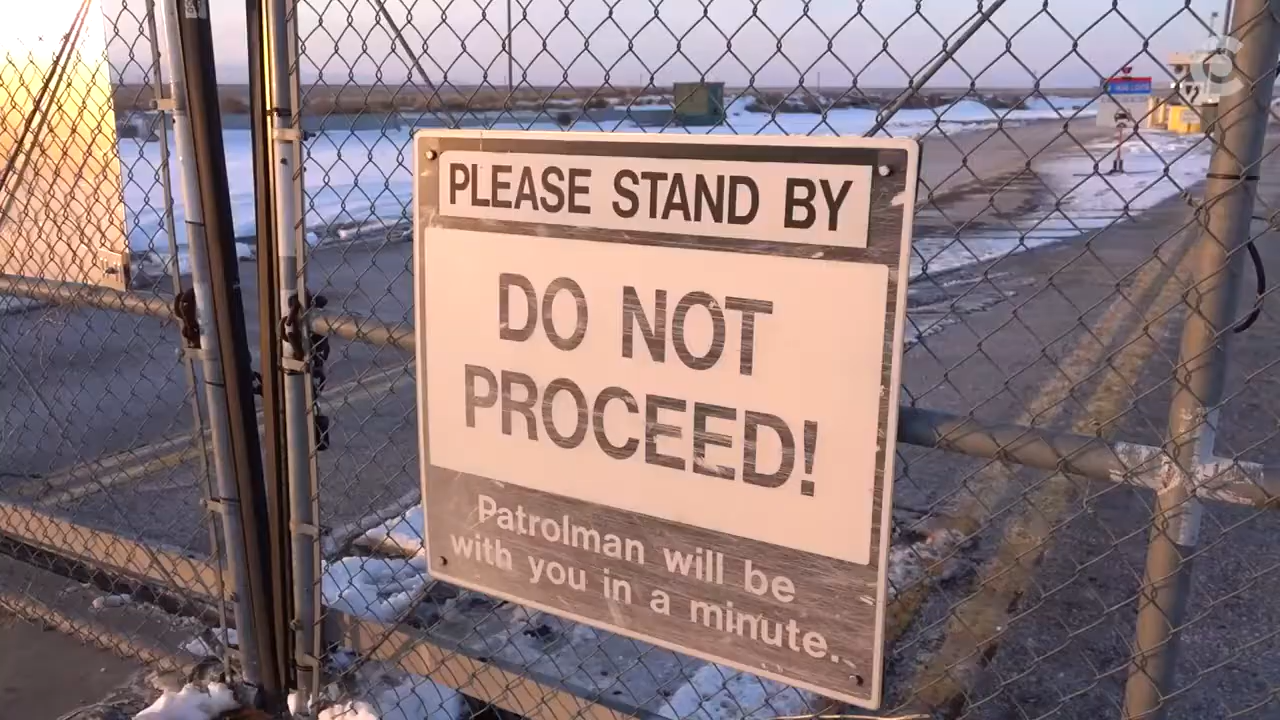 PLEASE STAND BY
DO NOT
PROCEED!
Patrolman will be
with you in a minute.